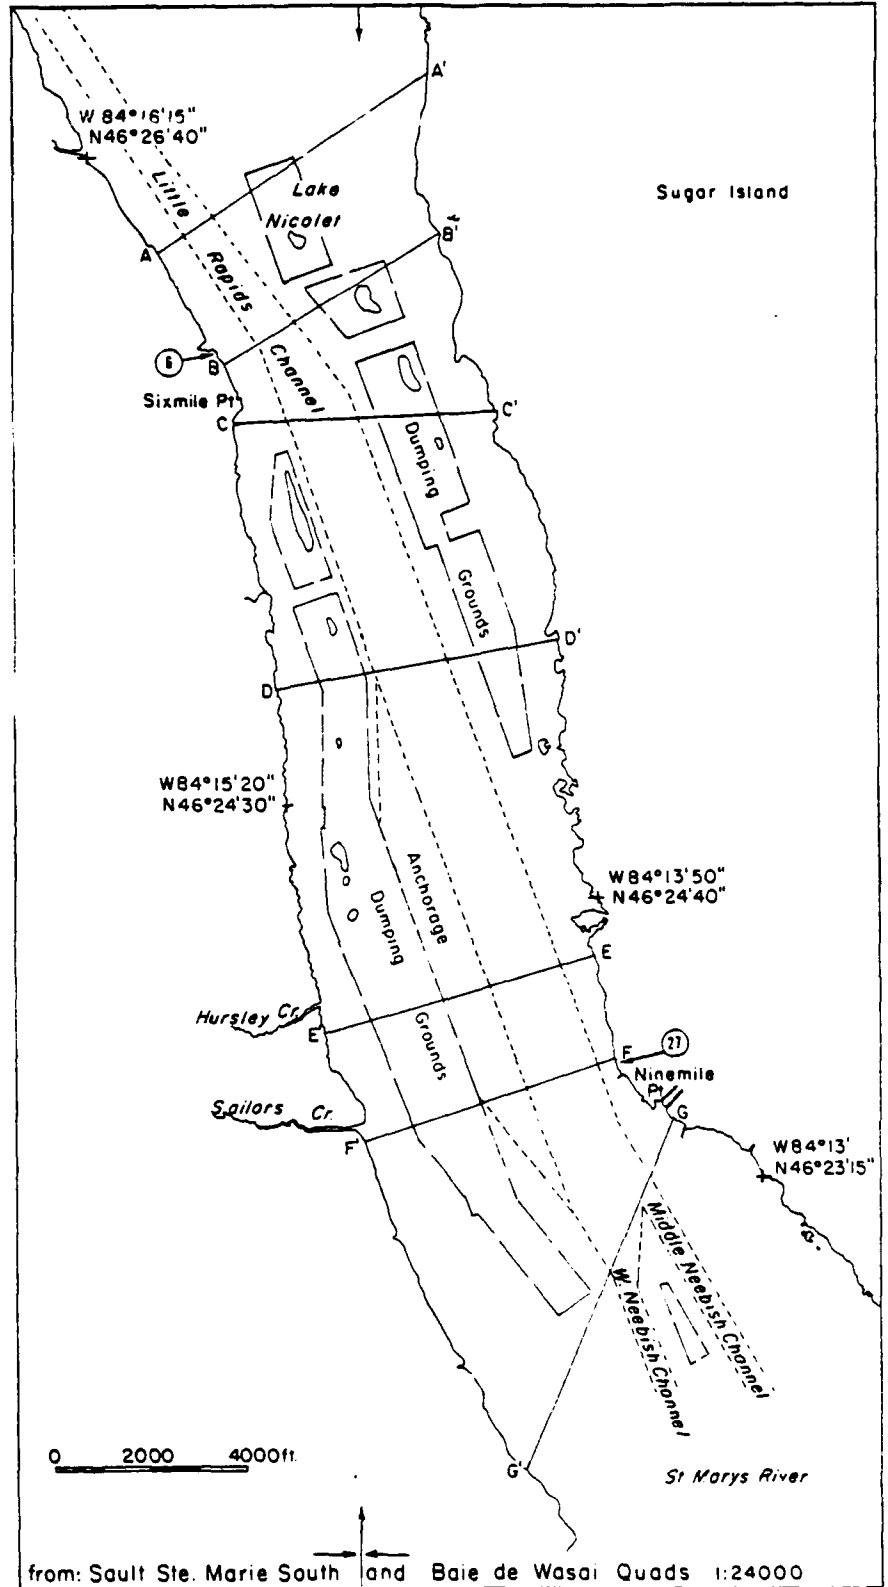 A'
W 84°16'15"
N46°26'40"
Little
Lake
Nicolet
Sugar Island
A
B'
Rapids
6
B
Channel
Sixmile Pt
C
C'
Dumping
Grounds
D'
D
W84°15'20"
N46°24'30"
Anchorage
Dumping
W84°13'50"
N46°24'40"
E
Hursley Cr.
E'
Grounds
F
27
Ninemile
Pt.
Sailors Cr.
F'
G
W84°13'
N46°23'15"
Middle Neebish Channel
W. Neebish Channel
0 2000 4000ft.
G'
St Marys River
from: Sault Ste. Marie South and Baie de Wasai Quads 1:24000